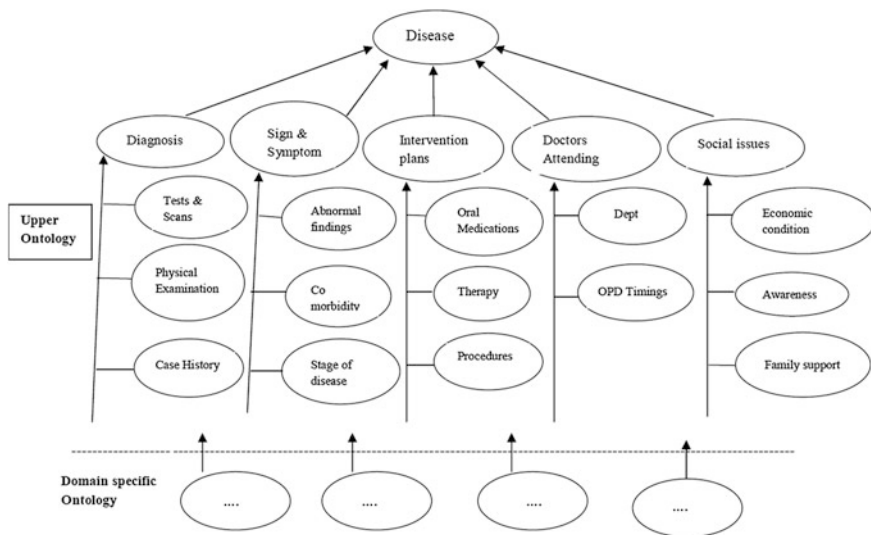 Disease
Diagnosis
Sign &
Symptom
Intervention
plans
Doctors
Attending
Social issues
Upper
Ontology
Tests &
Scans
Abnormal
findings
Oral
Medications
Dept
Economic
condition
Physical
Examination
Co
morbidity
Therapy
OPD Timings
Awareness
Case History
Stage of
disease
Procedures
Family support
Domain specific
Ontology
....
....
....
....